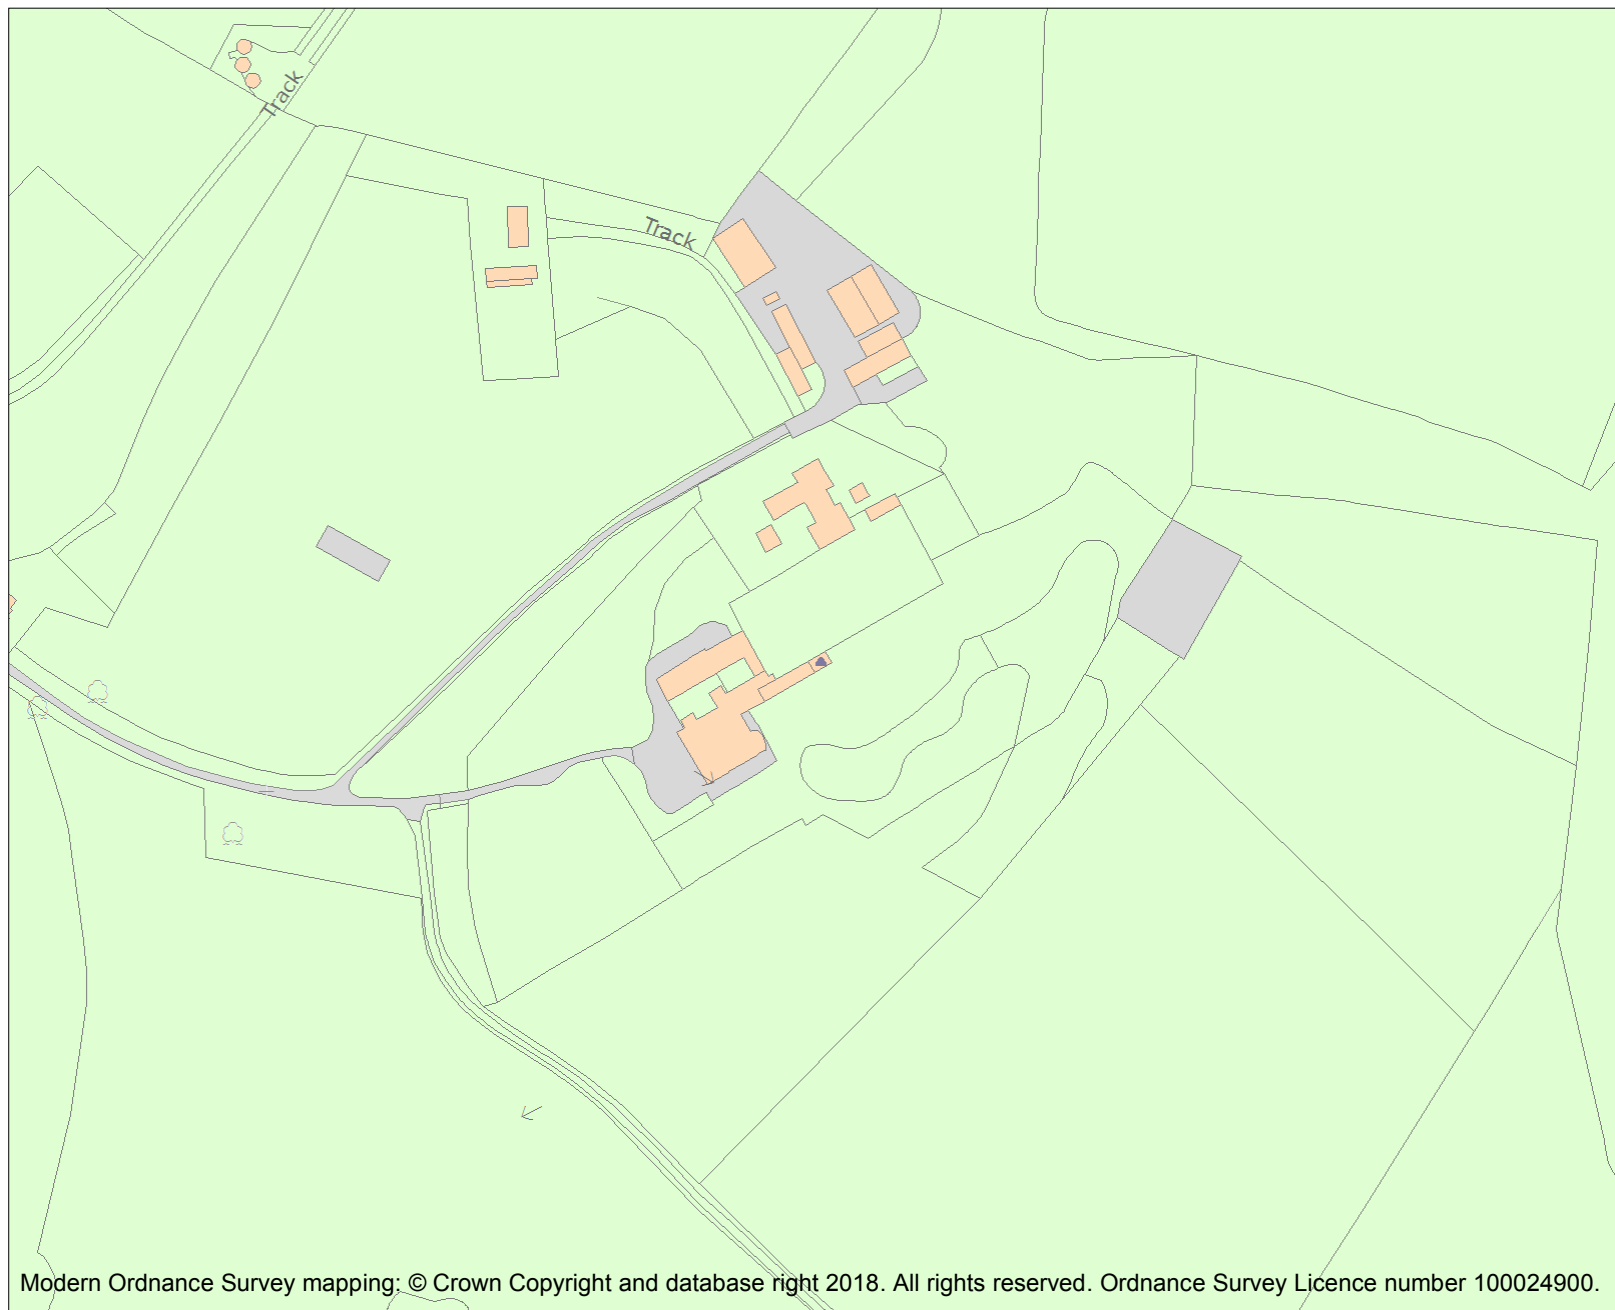 Track
Track
Modern Ordnance Survey mapping: © Crown Copyright and database right 2018. All rights reserved. Ordnance Survey Licence number 100024900.